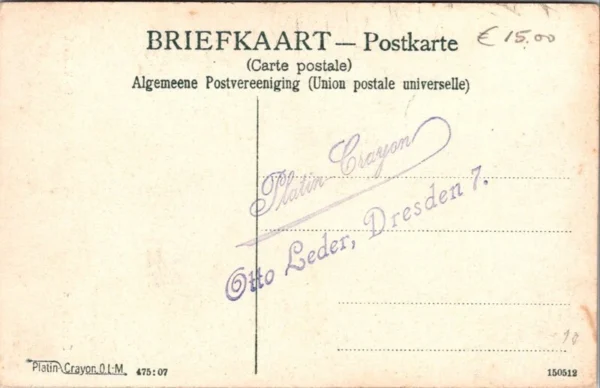 BRIEFKAART — Postkarte
€ 15.00
(Carte postale)
Algemeene Postvereeniging (Union postale universelle)
Platin Crayon
Otto Leder, Dresden 7.
Platin Crayon. O.L-M. 475:07
150512